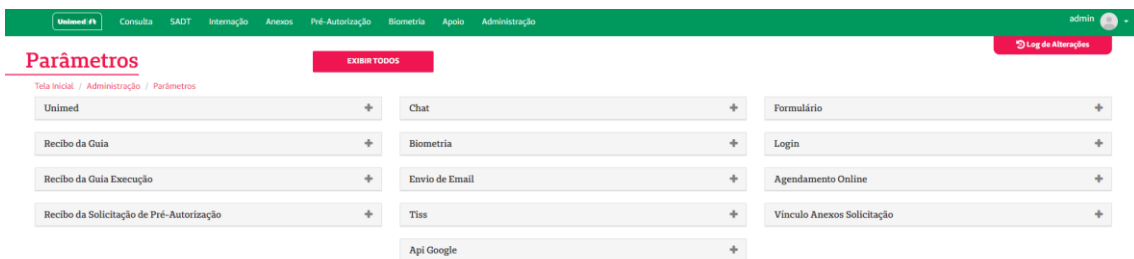 Unimed Consulta SADT Internação Anexos Pré-Autorização Biometria Apoio Administração admin
Log de Alterações
Parâmetros EXIBIR TODOS
Tela Inicial / Administração / Parâmetros
Unimed + Chat + Formulário +
Recibo da Guia + Biometria + Login +
Recibo da Guia Execução + Envio de Email + Agendamento Online +
Recibo da Solicitação de Pré-Autorização + Tiss + Vínculo Anexos Solicitação +
Api Google +